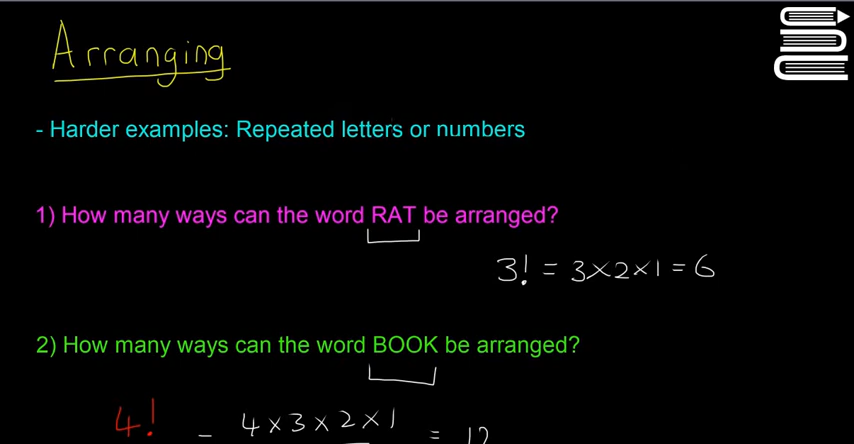 Arranging
- Harder examples: Repeated letters or numbers
1) How many ways can the word RAT be arranged?
3! = 3×2×1 = 6
2) How many ways can the word BOOK be arranged?
4! = 4×3×2×1 = 12